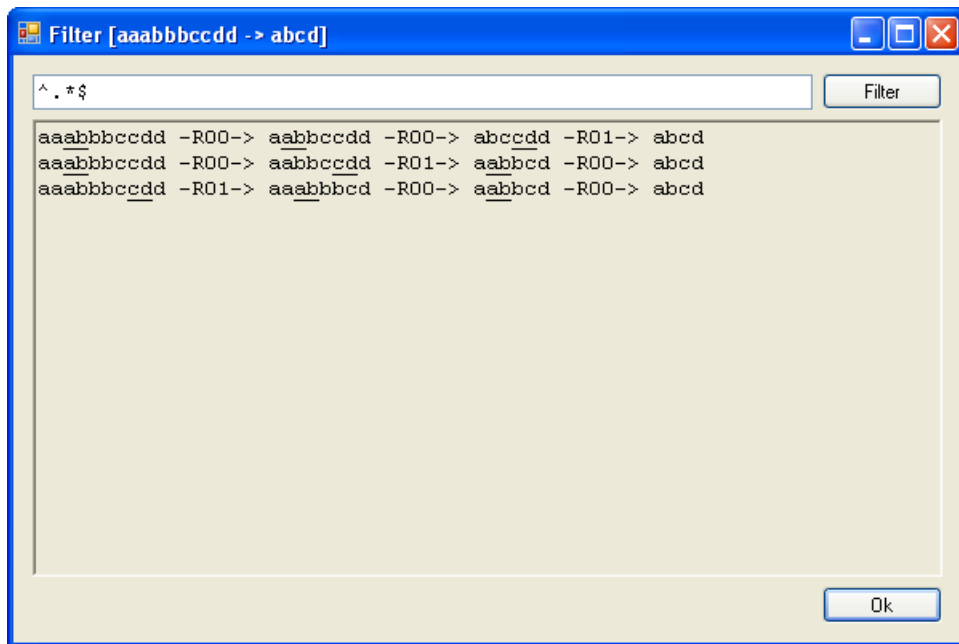 Filter [aaabbbccdd -> abcd]
^.*$
Filter
aaabbbccdd -R00-> aabbccdd -R00-> abccdd -R01-> abcd
aaabbbccdd -R00-> aabbccdd -R01-> aabbcd -R00-> abcd
aaabbbccdd -R01-> aaabbbcd -R00-> aabbcd -R00-> abcd
Ok